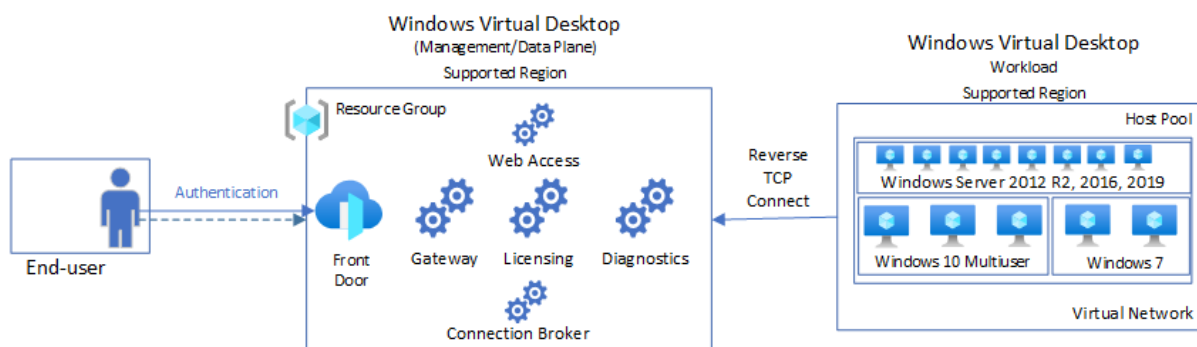 Windows Virtual Desktop
(Management/Data Plane)
Supported Region
Resource Group
Web Access
Authentication
Front
Door
Gateway
Licensing
Diagnostics
Connection Broker
End-user
Reverse
TCP
Connect
Windows Virtual Desktop
Workload
Supported Region
Host Pool
Windows Server 2012 R2, 2016, 2019
Windows 10 Multiuser
Windows 7
Virtual Network